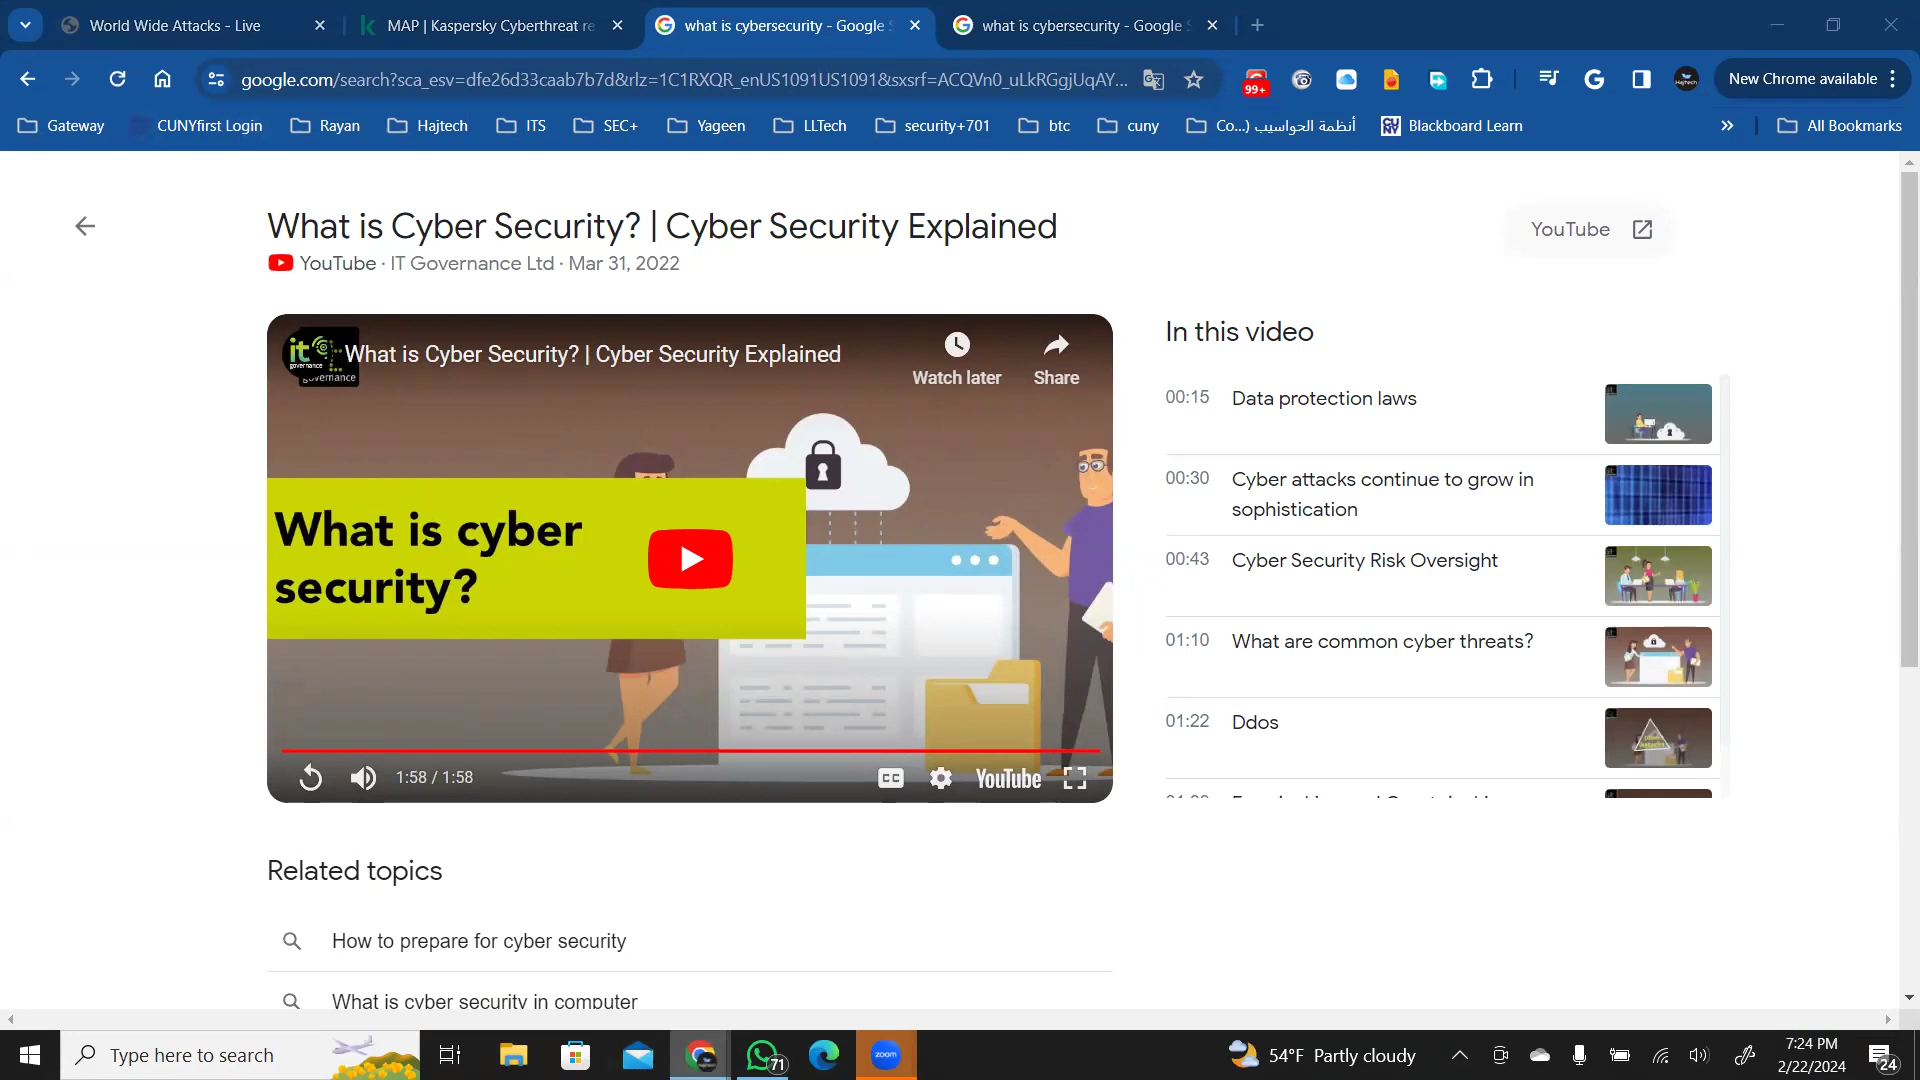 World Wide Attacks - Live
MAP | Kaspersky Cyberthreat re
what is cybersecurity - Google S
what is cybersecurity - Google S
google.com/search?sca_esv=dfe26d33caab7b7d&rlz=1C1RXQR_enUS1091US1091&sxsrf=ACQVn0_uLkRGgjUqAY...
99+
New Chrome available
Gateway
CUNYfirst Login
Rayan
Hajtech
ITS
SEC+
Yageen
LLTech
security+701
btc
cuny
أنظمة الحواسيب (...Co
Blackboard Learn
All Bookmarks
What is Cyber Security? | Cyber Security Explained
YouTube · IT Governance Ltd · Mar 31, 2022
YouTube
it governance
What is Cyber Security? | Cyber Security Explained
Watch later
Share
What is cyber
security?
1:58 / 1:58
CC
YouTube
In this video
00:15 Data protection laws
00:30 Cyber attacks continue to grow in
sophistication
00:43 Cyber Security Risk Oversight
01:10 What are common cyber threats?
01:22 Ddos
Related topics
How to prepare for cyber security
What is cyber security in computer
Type here to search
71
zoom
54°F Partly cloudy
7:24 PM
2/22/2024
24